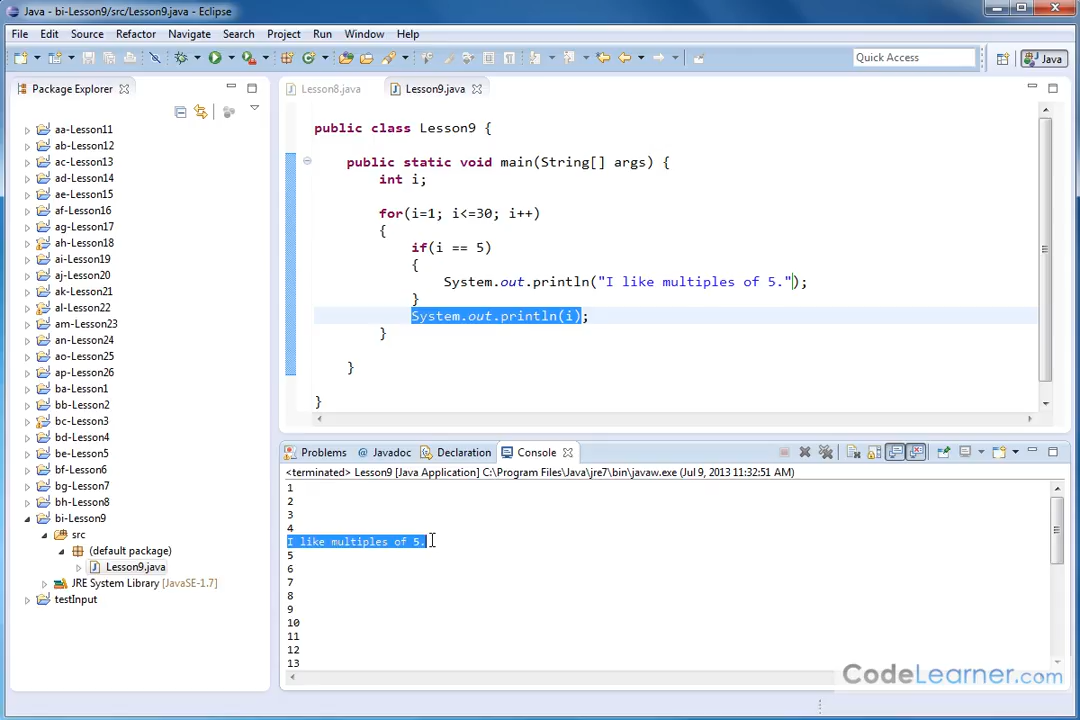 Java - bi-Lesson9/src/Lesson9.java - Eclipse
File Edit Source Refactor Navigate Search Project Run Window Help
Quick Access
Java
Package Explorer
Lesson8.java
Lesson9.java
aa-Lesson11
ab-Lesson12
ac-Lesson13
ad-Lesson14
ae-Lesson15
af-Lesson16
ag-Lesson17
ah-Lesson18
ai-Lesson19
aj-Lesson20
ak-Lesson21
al-Lesson22
am-Lesson23
an-Lesson24
ao-Lesson25
ap-Lesson26
ba-Lesson1
bb-Lesson2
bc-Lesson3
bd-Lesson4
be-Lesson5
bf-Lesson6
bg-Lesson7
bh-Lesson8
bi-Lesson9
src
(default package)
Lesson9.java
JRE System Library [JavaSE-1.7]
testInput
public class Lesson9 {
public static void main(String[] args) {
int i;
for(i=1; i<=30; i++)
{
if(i == 5)
{
System.out.println("I like multiples of 5.");
}
System.out.println(i);
}
}
}
Problems @ Javadoc Declaration Console
<terminated> Lesson9 [Java Application] C:\Program Files\Java\jre7\bin\javaw.exe (Jul 9, 2013 11:32:51 AM)
1
2
3
4
I like multiples of 5.
5
6
7
8
9
10
11
12
13
CodeLearner.com